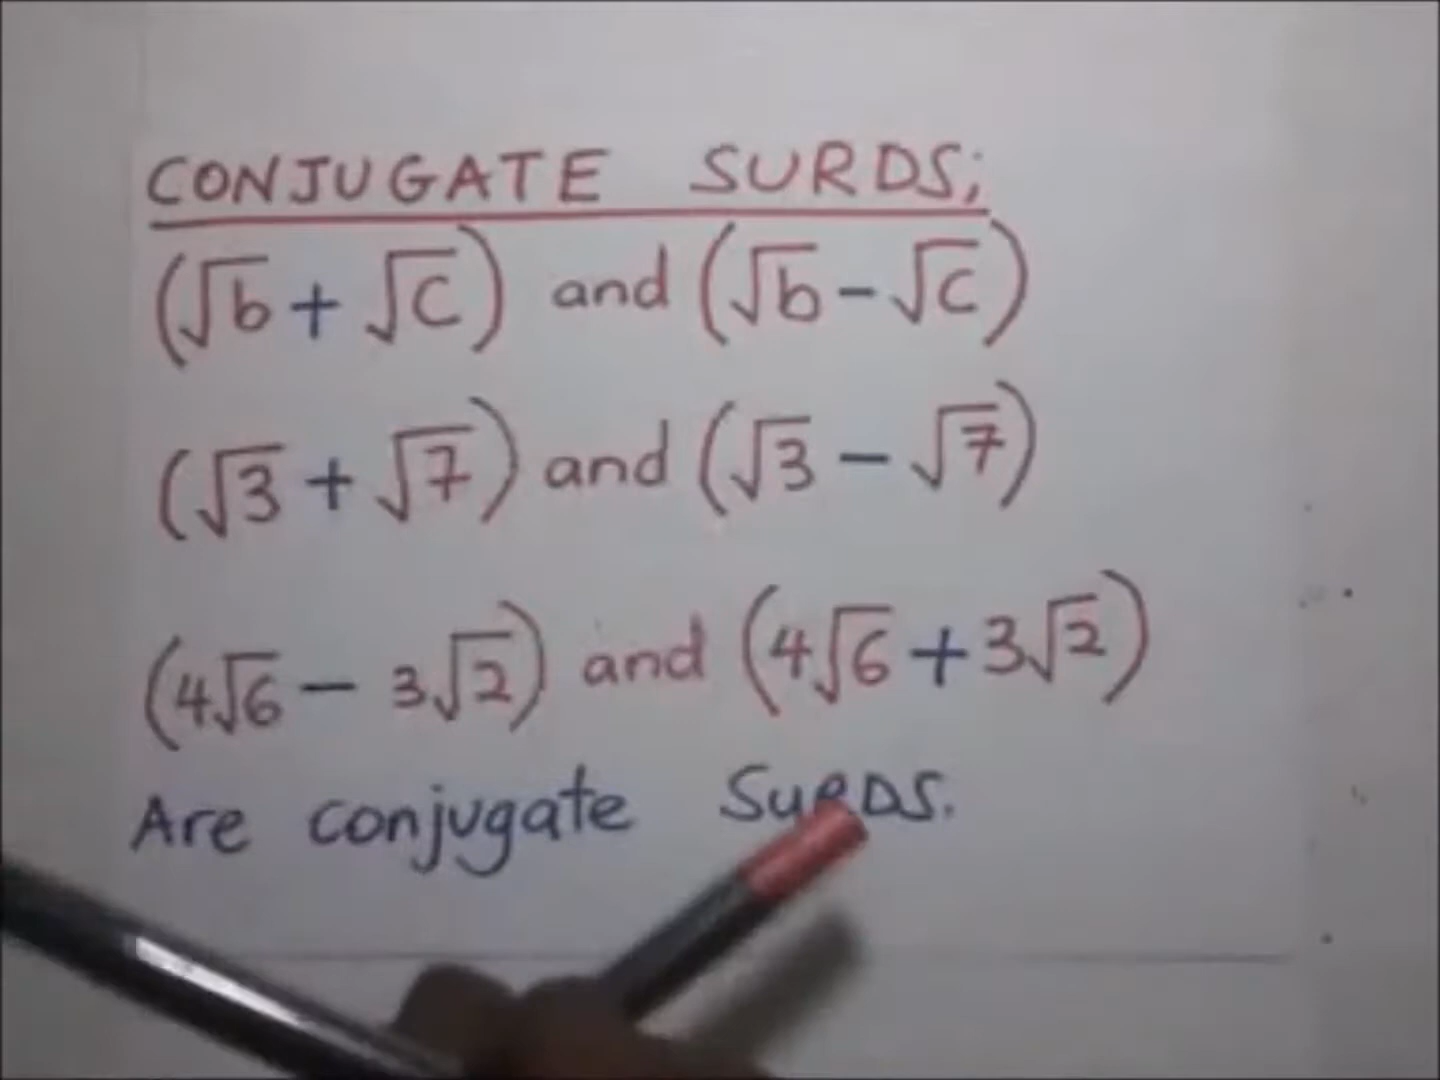 CONJUGATE SURDS;
(√b + √c) and (√b - √c)
(√3 + √7) and (√3 - √7)
(4√6 - 3√2) and (4√6 + 3√2)
Are conjugate SuRDS.